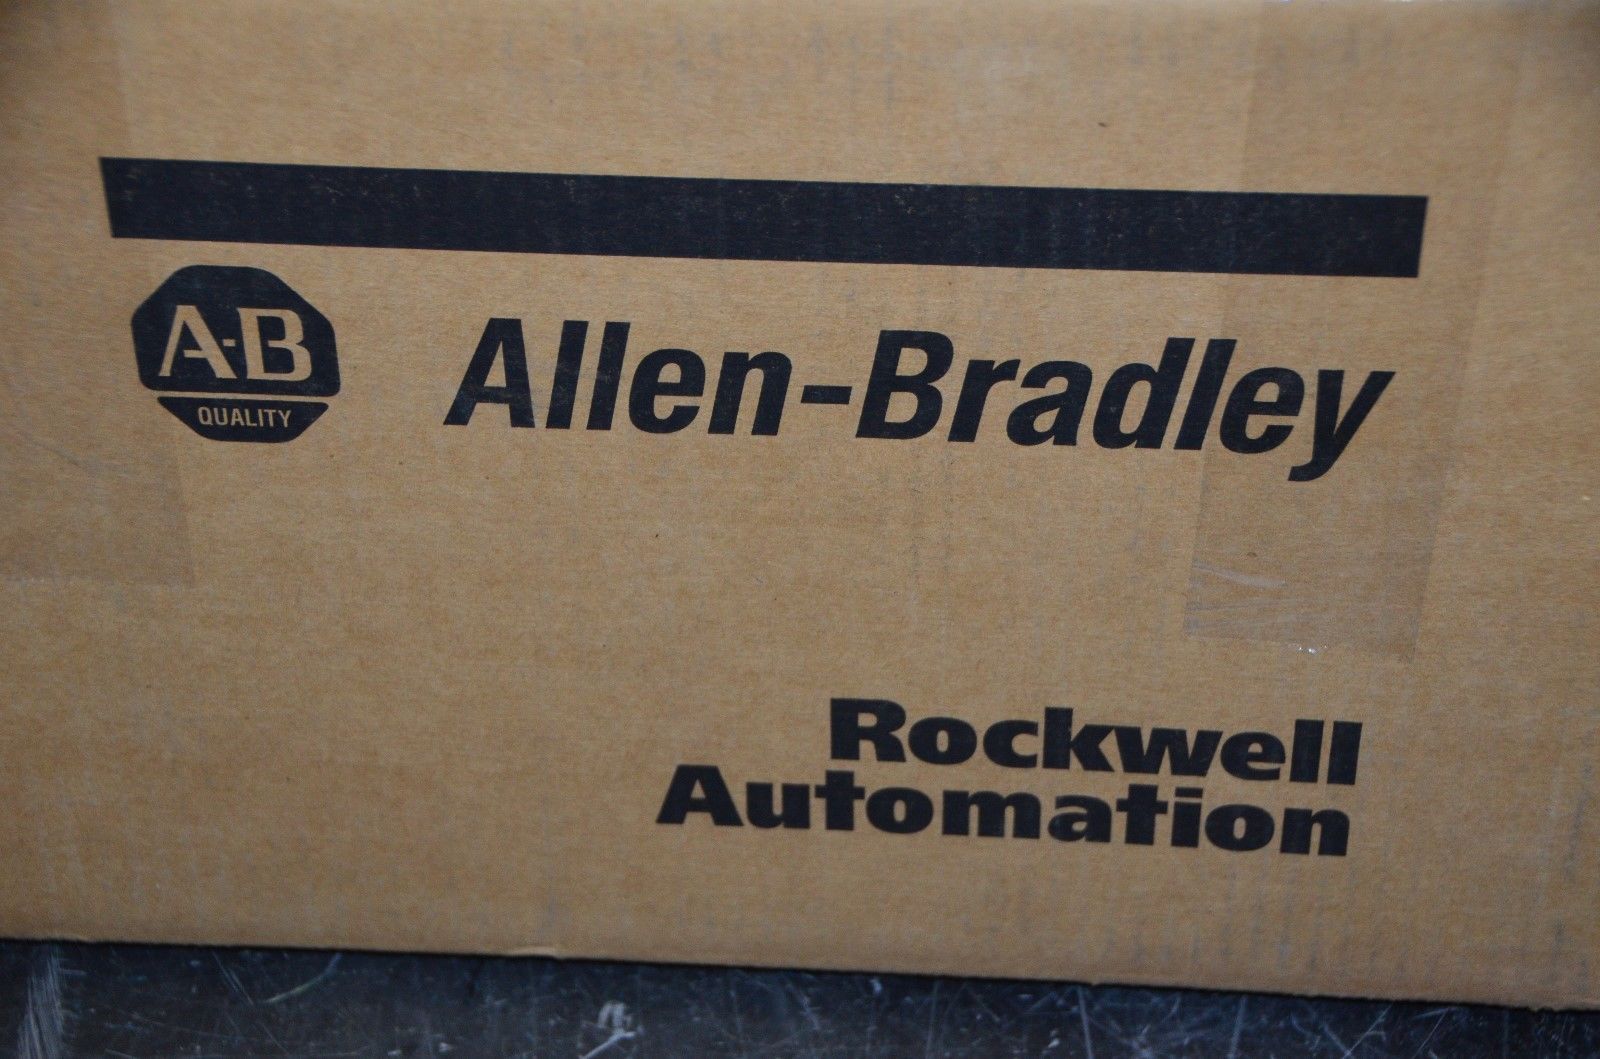 A-B
QUALITY
Allen-Bradley
Rockwell
Automation